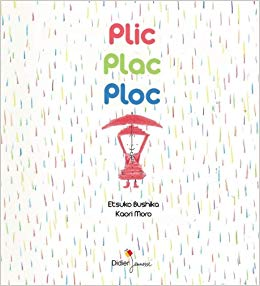 Plic
Plac
Ploc
Etsuko Bushika
Kaori Moro
Didier Jeunesse